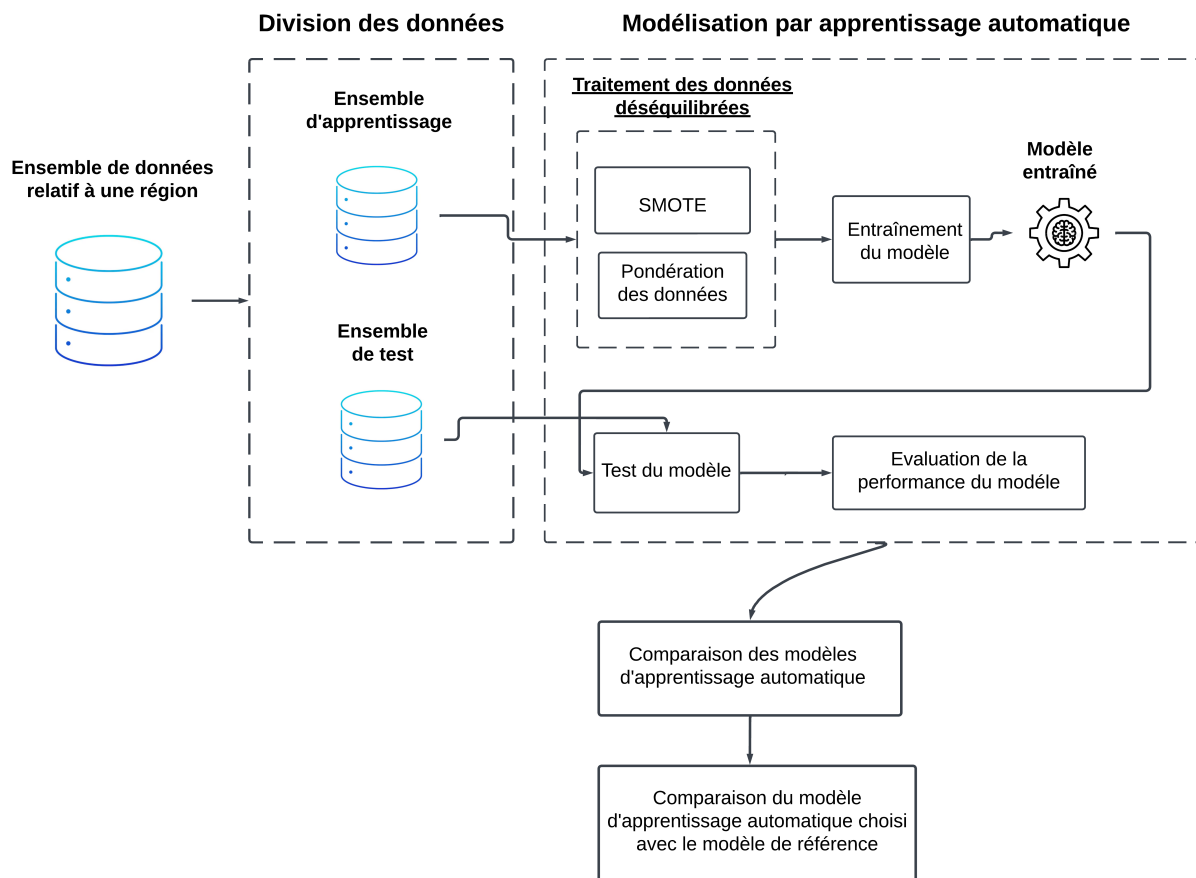 Division des données
Modélisation par apprentissage automatique
Ensemble de données
relatif à une région
Ensemble
d'apprentissage
Ensemble
de test
Traitement des données
déséquilibrées
SMOTE
Pondération
des données
Entraînement
du modèle
Modèle
entraîné
Test du modèle
Evaluation de la
performance du modéle
Comparaison des modèles
d'apprentissage automatique
Comparaison du modèle
d'apprentissage automatique choisi
avec le modèle de référence